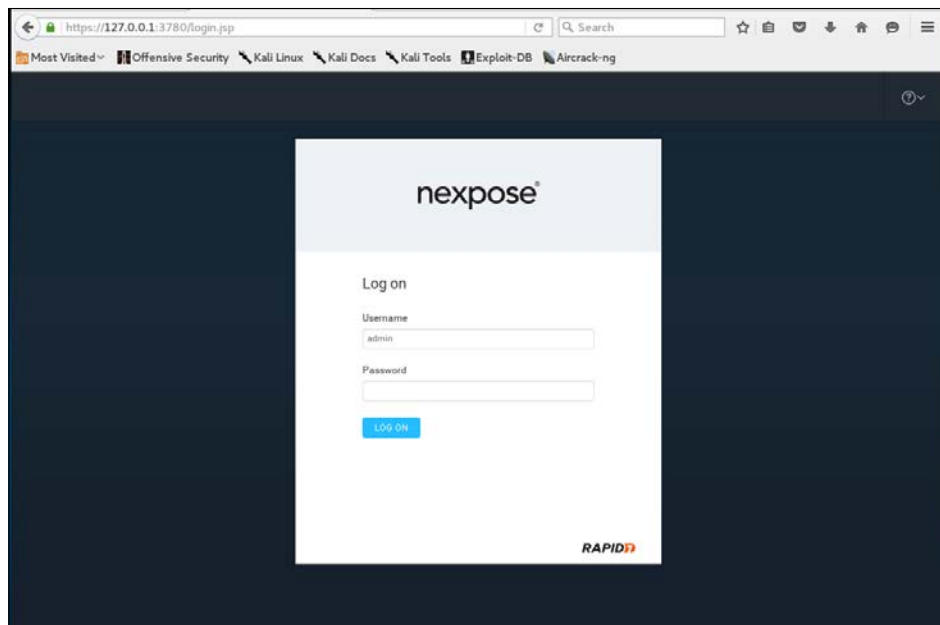 https://127.0.0.1:3780/login.jsp
Search
Most Visited
Offensive Security
Kali Linux
Kali Docs
Kali Tools
Exploit-DB
Aircrack-ng
?
nexpose®
Log on
Username
admin
Password
LOG ON
RAPID7